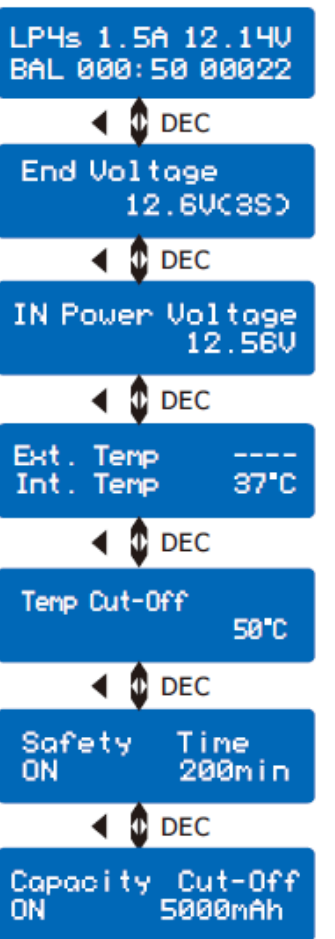 LP4s 1.5A 12.14V
BAL 000:50 00022
DEC
End Voltage
12.6V(3S)
DEC
IN Power Voltage
12.56V
DEC
Ext. Temp ----
Int. Temp 37°C
DEC
Temp Cut-Off
50°C
DEC
Safety Time
ON 200min
DEC
Capacity Cut-Off
ON 5000mAh